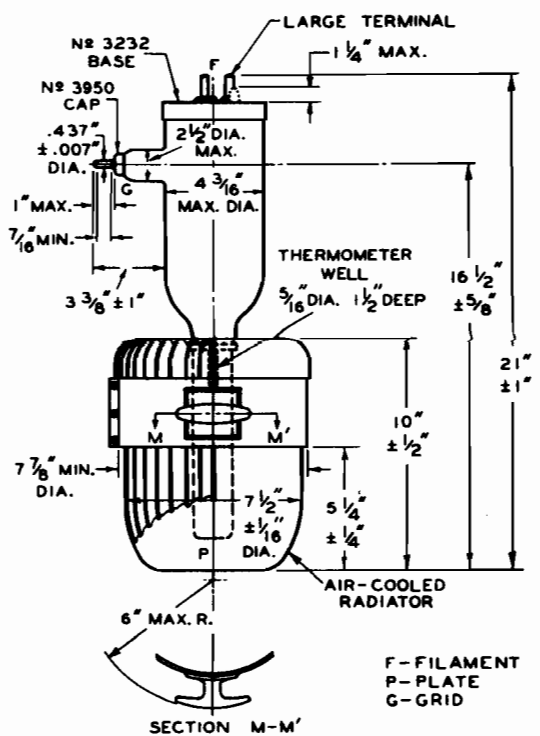 LARGE TERMINAL
1 1/4" MAX.
F
Nº 3232
BASE
Nº 3950
CAP
.437"
± .007"
DIA.
2 1/2" DIA.
MAX.
G
4 3/16"
MAX. DIA.
1" MAX.
7/16" MIN.
3 3/8" ± 1"
THERMOMETER
WELL
5/16" DIA. 1 1/2" DEEP
16 1/2"
± 5/8"
21"
± 1"
10"
± 1/2"
M M'
7 7/8" MIN.
DIA.
7 1/2"
± 1/16"
DIA.
5 1/4"
± 1/4"
P
AIR-COOLED
RADIATOR
6" MAX. R.
SECTION M-M'
F-FILAMENT
P-PLATE
G-GRID